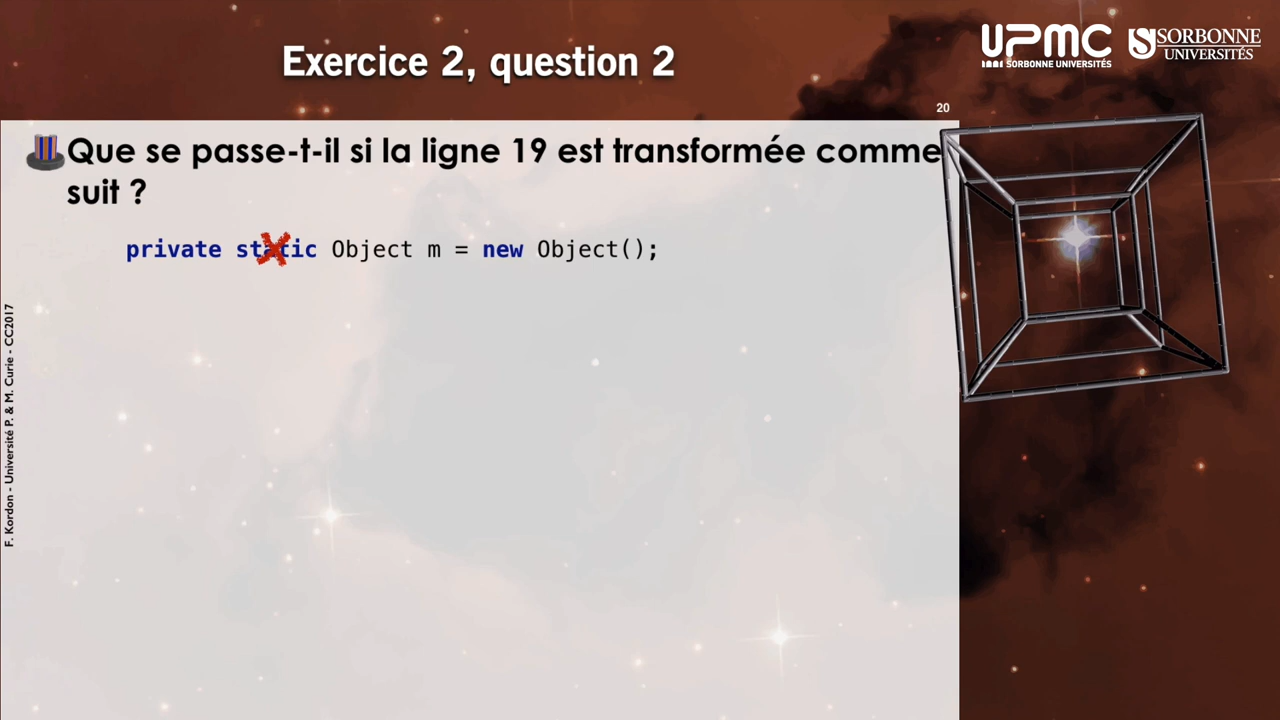 Exercice 2, question 2
UPMC
SORBONNE UNIVERSITÉS
SORBONNE
UNIVERSITÉS
20
Que se passe-t-il si la ligne 19 est transformée comme
suit ?
private static Object m = new Object();
F. Kordon - Université P. & M. Curie - CC2017